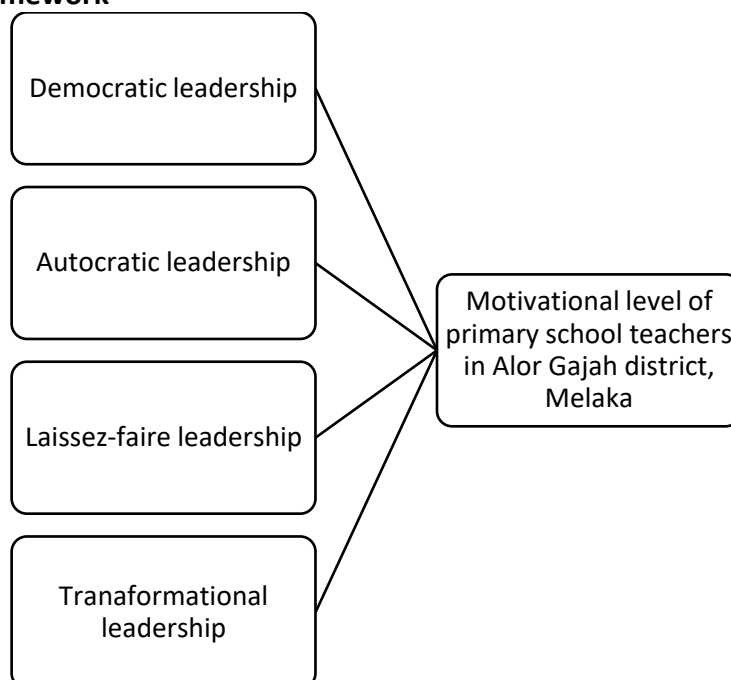 mework
Democratic leadership
Autocratic leadership
Laissez-faire leadership
Tranaformational
leadership
Motivational level of
primary school teachers
in Alor Gajah district,
Melaka